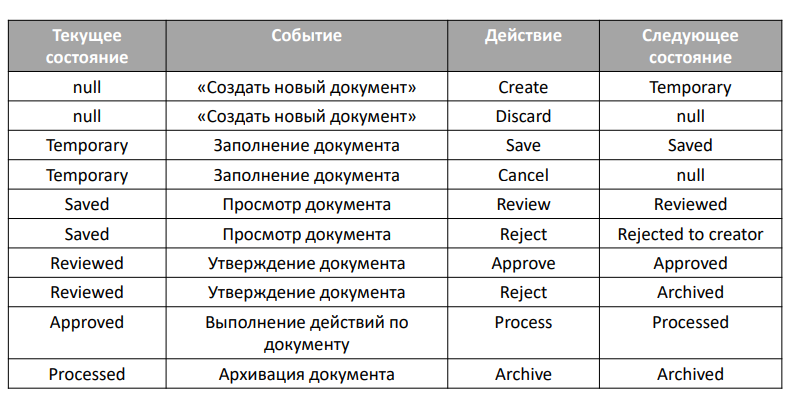 Текущее состояние Событие Действие Следующее состояние
null «Создать новый документ» Create Temporary
null «Создать новый документ» Discard null
Temporary Заполнение документа Save Saved
Temporary Заполнение документа Cancel null
Saved Просмотр документа Review Reviewed
Saved Просмотр документа Reject Rejected to creator
Reviewed Утверждение документа Approve Approved
Reviewed Утверждение документа Reject Archived
Approved Выполнение действий по документу Process Processed
Processed Архивация документа Archive Archived